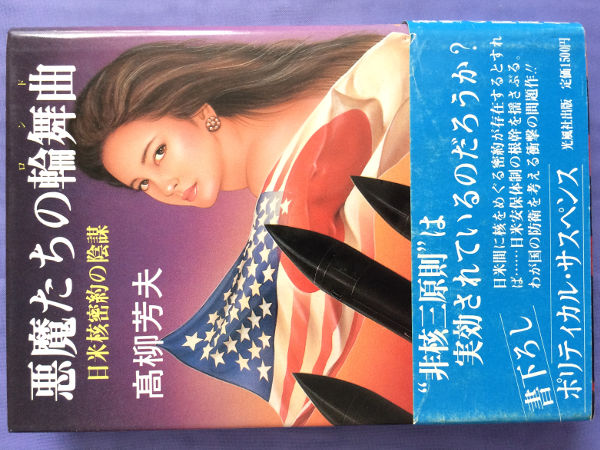 悪魔たちの輪舞曲
ロンド
日米核密約の陰謀
髙柳芳夫
“非核三原則”は
実効されているのだろうか?
日米間に核をめぐる密約が存在するとすれ
ば……日米安保体制の根幹を揺さぶる
わが国の防衛を考える衝撃の問題作!!
書下ろし
ポリティカル・サスペンス
光風社出版 定価1500円